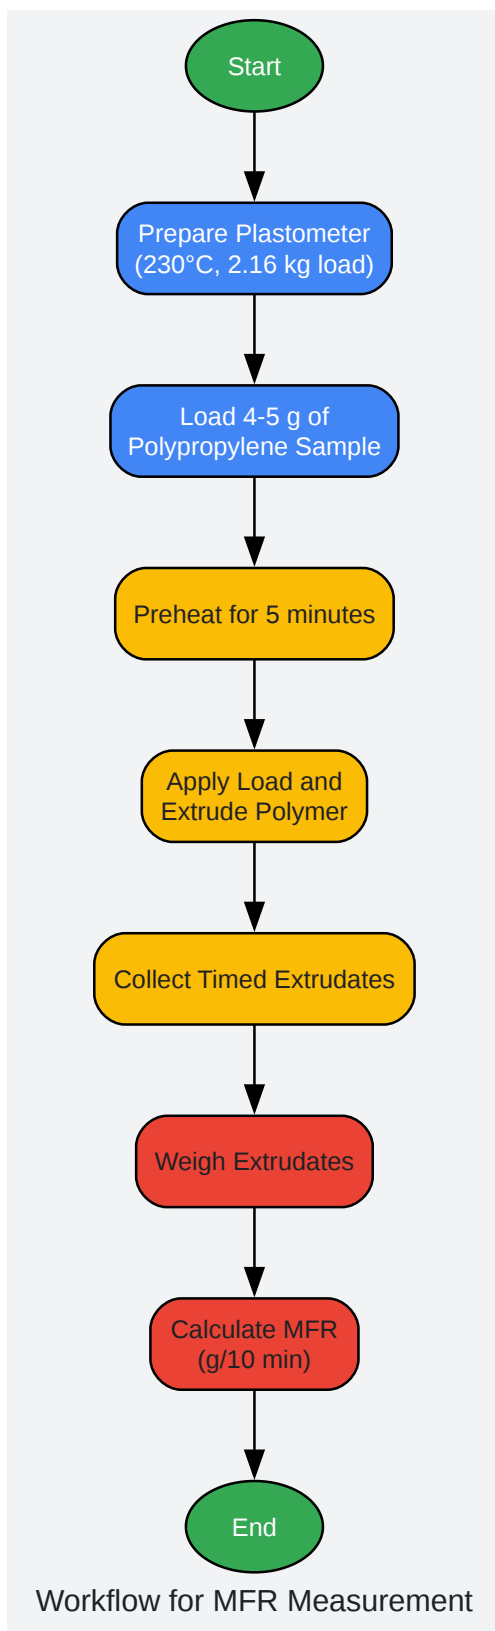 Start
Prepare Plastometer
(230°C, 2.16 kg load)
Load 4-5 g of
Polypropylene Sample
Preheat for 5 minutes
Apply Load and
Extrude Polymer
Collect Timed Extrudates
Weigh Extrudates
Calculate MFR
(g/10 min)
End
Workflow for MFR Measurement